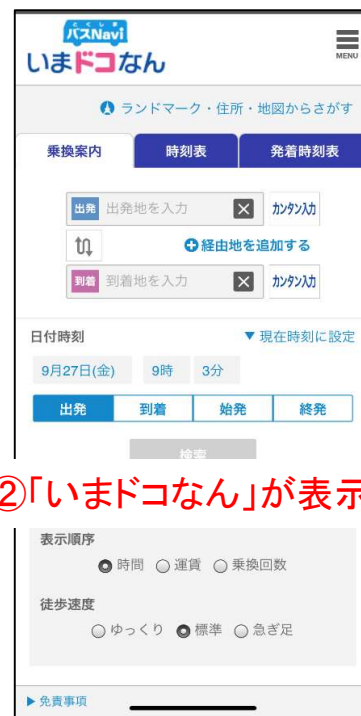 とくしま
バスNavi
いまドコなん
MENU
ランドマーク・住所・地図からさがす
乗換案内 時刻表 発着時刻表
出発 出発地を入力 カンタン入力
経由地を追加する
到着 到着地を入力 カンタン入力
日付時刻 ▼現在時刻に設定
9月27日(金) 9時 3分
出発 到着 始発 終発
検索
②「いまドコなん」が表示
表示順序
時間 運賃 乗換回数
徒歩速度
ゆっくり 標準 急ぎ足
▶免責事項